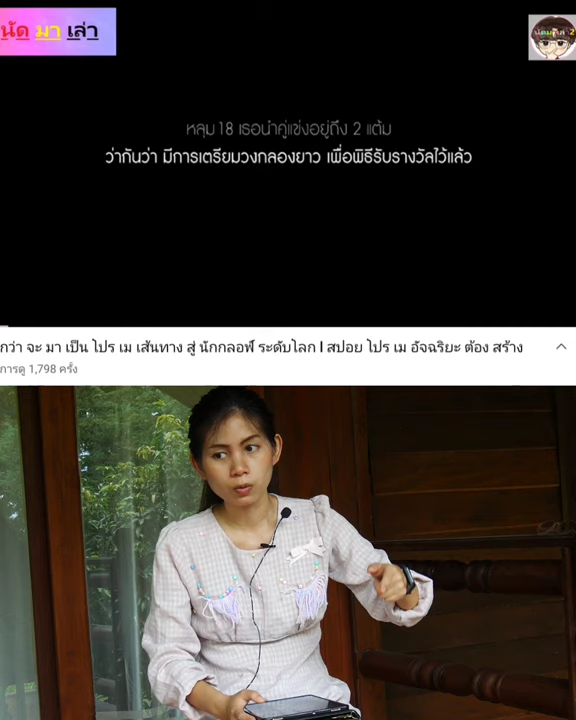 นัด มา เล่า
หลุม 18 เธอนำคู่แข่งอยู่ถึง 2 แต้ม
ว่ากันว่า มีการเตรียมวงกลองยาว เพื่อพิธีรับรางวัลไว้แล้ว
กว่า จะ มา เป็น โปร เม เส้นทาง สู่ นักกลอฟ์ ระดับโลก l สปอย โปร เม อัจฉริยะ ต้อง สร้าง
การดู 1,798 ครั้ง